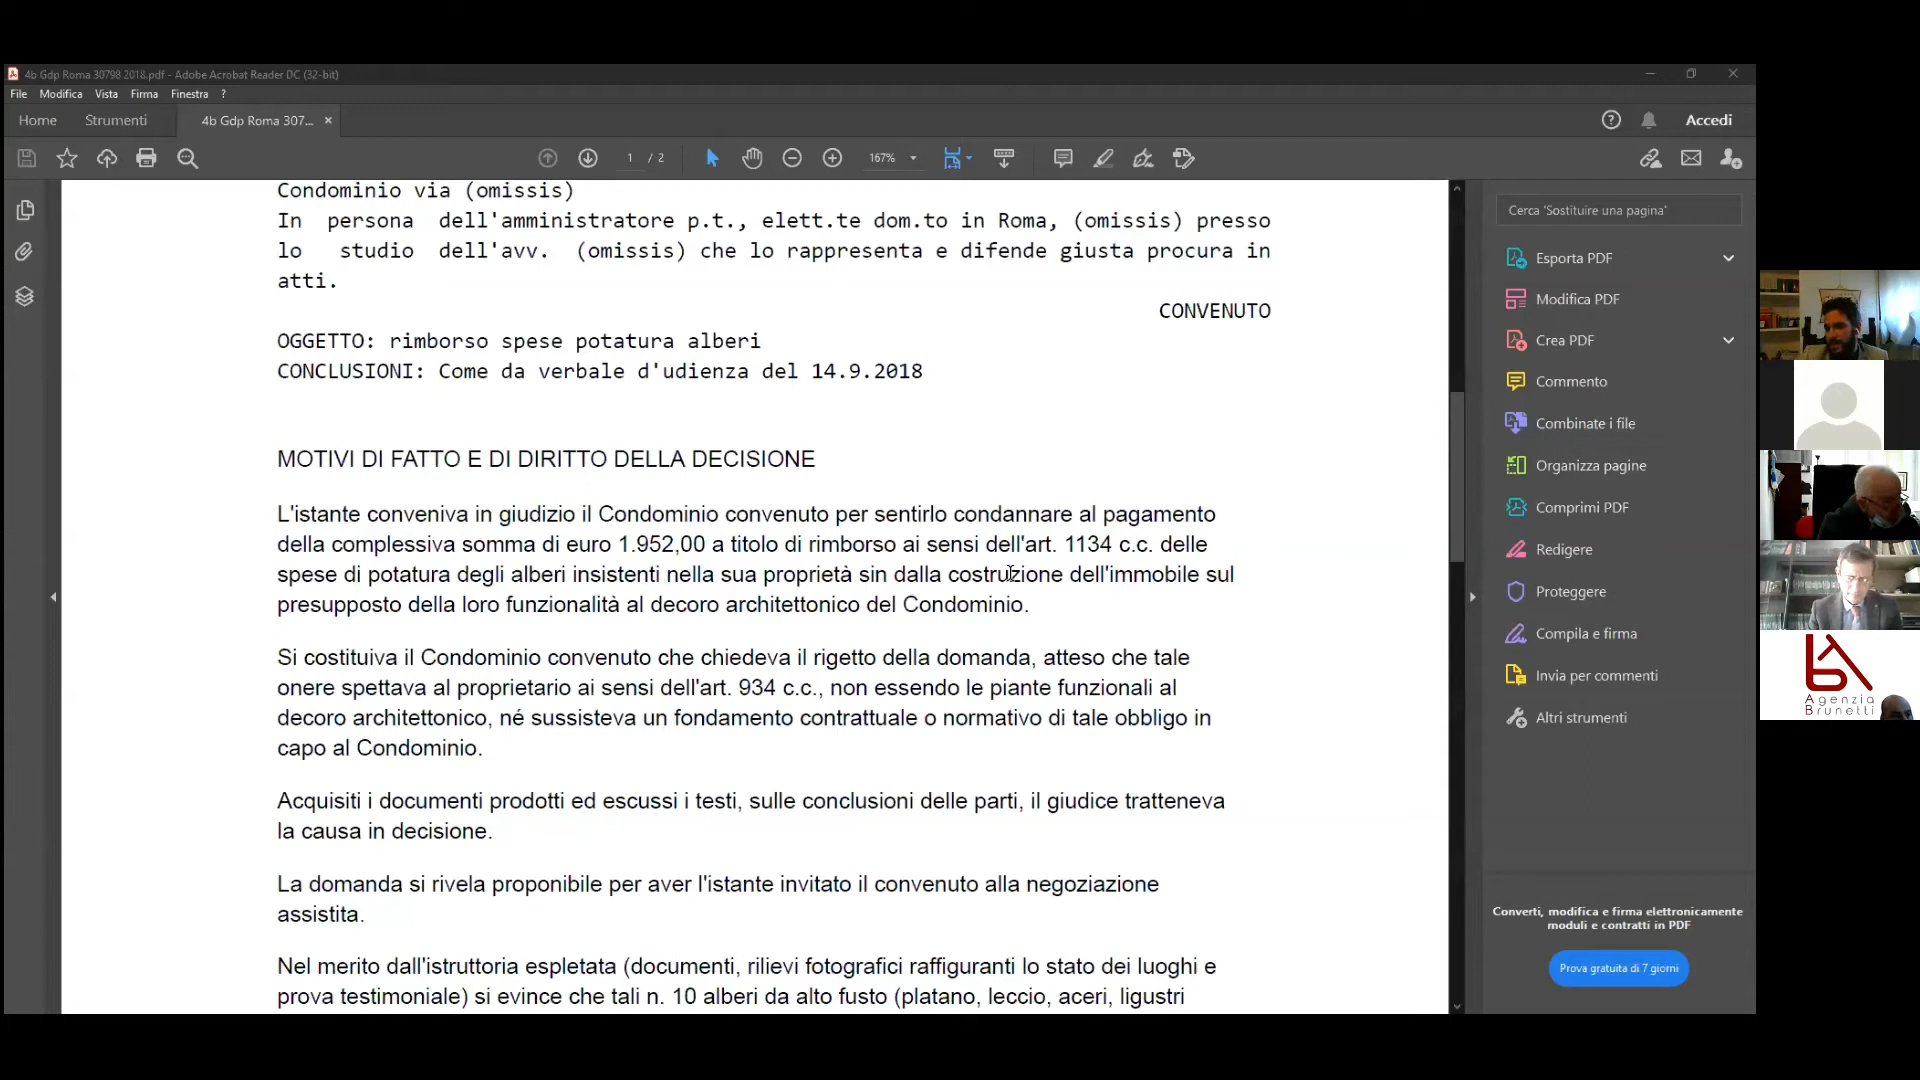 4b Gdp Roma 30798 2018.pdf - Adobe Acrobat Reader DC (32-bit)
File Modifica Vista Firma Finestra ?
Home Strumenti 4b Gdp Roma 307... × Accedi
1 / 2 167%
Condominio via (omissis)
In persona dell'amministratore p.t., elett.te dom.to in Roma, (omissis) presso
lo studio dell'avv. (omissis) che lo rappresenta e difende giusta procura in
atti.
CONVENUTO
OGGETTO: rimborso spese potatura alberi
CONCLUSIONI: Come da verbale d'udienza del 14.9.2018
MOTIVI DI FATTO E DI DIRITTO DELLA DECISIONE
L'istante conveniva in giudizio il Condominio convenuto per sentirlo condannare al pagamento
della complessiva somma di euro 1.952,00 a titolo di rimborso ai sensi dell'art. 1134 c.c. delle
spese di potatura degli alberi insistenti nella sua proprietà sin dalla costruzione dell'immobile sul
presupposto della loro funzionalità al decoro architettonico del Condominio.
Si costituiva il Condominio convenuto che chiedeva il rigetto della domanda, atteso che tale
onere spettava al proprietario ai sensi dell'art. 934 c.c., non essendo le piante funzionali al
decoro architettonico, né sussisteva un fondamento contrattuale o normativo di tale obbligo in
capo al Condominio.
Acquisiti i documenti prodotti ed escussi i testi, sulle conclusioni delle parti, il giudice tratteneva
la causa in decisione.
La domanda si rivela proponibile per aver l'istante invitato il convenuto alla negoziazione
assistita.
Nel merito dall'istruttoria espletata (documenti, rilievi fotografici raffiguranti lo stato dei luoghi e
prova testimoniale) si evince che tali n. 10 alberi da alto fusto (platano, leccio, aceri, ligustri
Cerca 'Sostituire una pagina'
Esporta PDF
Modifica PDF
Crea PDF
Commento
Combinate i file
Organizza pagine
Comprimi PDF
Redigere
Proteggere
Compila e firma
Invia per commenti
Altri strumenti
Converti, modifica e firma elettronicamente
moduli e contratti in PDF
Prova gratuita di 7 giorni
Agenzia
Brunetti